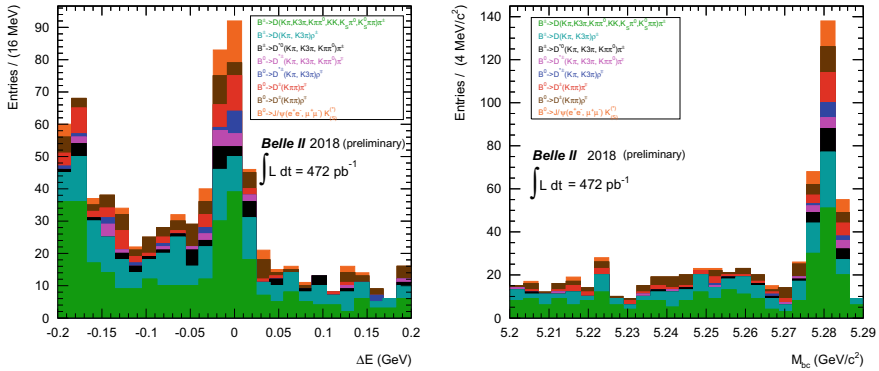 Entries / (16 MeV)
90
80
70
60
50
40
30
20
10
0
B±->D(Kπ,K3π,Kππ⁰,KK,K_Sπ⁰,K_S⁰ππ)π±
B±->D(Kπ, K3π)ρ±
B±->D*⁰(Kπ, K3π, Kππ⁰)π±
B⁰->D*±(Kπ, K3π, Kππ⁰)π±
B⁰->D*±(Kπ, K3π)ρ±
B⁰->D±(Kππ)π±
B⁰->D±(Kππ)ρ±
B⁰->J/ψ(e⁺e⁻, μ⁺μ⁻) K
Belle II 2018 (preliminary)
∫L dt = 472 pb⁻¹
-0.2 -0.15 -0.1 -0.05 0 0.05 0.1 0.15 0.2
ΔE (GeV)
Entries / (4 MeV/c²)
140
120
100
80
60
40
20
0
B±->D(Kπ,K3π,Kππ⁰,KK,K_Sπ⁰,K_S⁰ππ)π±
B±->D(Kπ, K3π)ρ±
B±->D*⁰(Kπ, K3π, Kππ⁰)π±
B⁰->D*±(Kπ, K3π, Kππ⁰)π±
B⁰->D*±(Kπ, K3π)ρ±
B⁰->D±(Kππ)π±
B⁰->D±(Kππ)ρ±
B⁰->J/ψ(e⁺e⁻, μ⁺μ⁻) K
Belle II 2018 (preliminary)
∫L dt = 472 pb⁻¹
5.2 5.21 5.22 5.23 5.24 5.25 5.26 5.27 5.28 5.29
M_bc (GeV/c²)